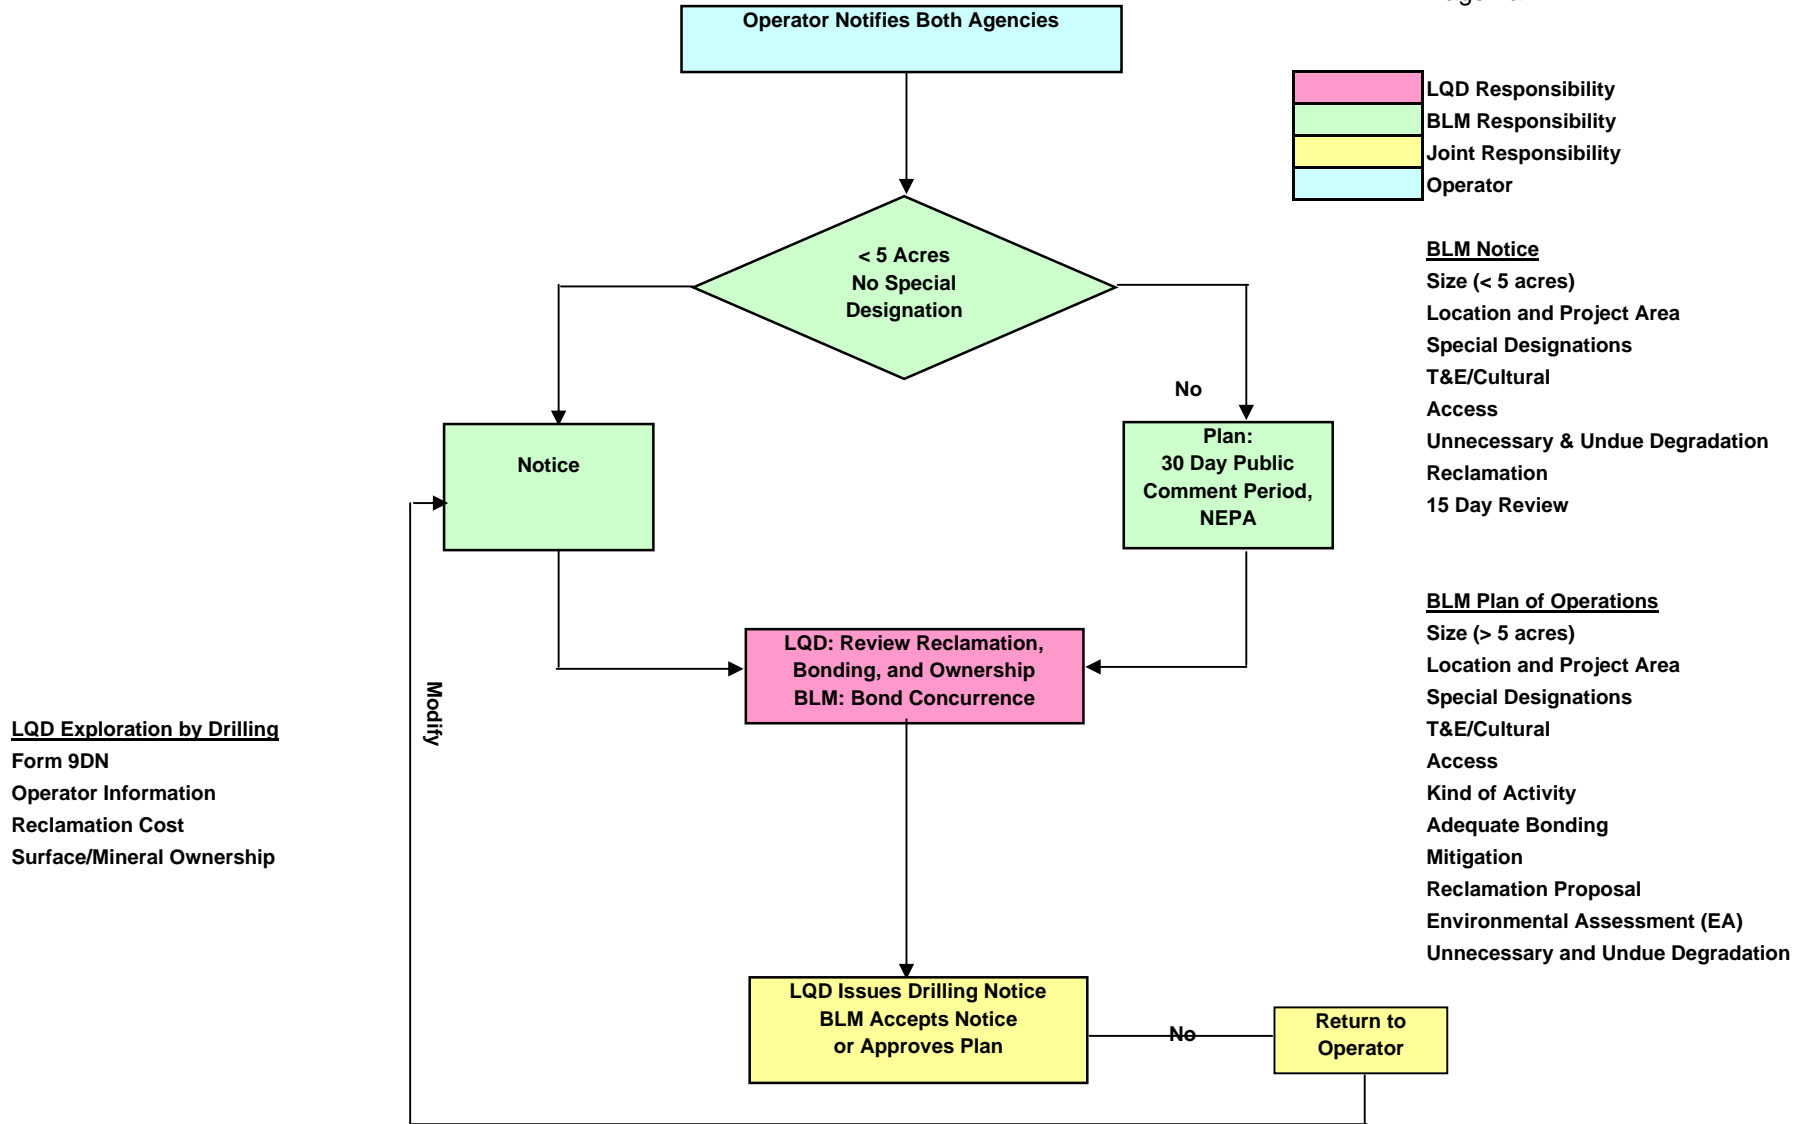 Operator Notifies Both Agencies
LQD Responsibility
BLM Responsibility
Joint Responsibility
Operator
< 5 Acres
No Special
Designation
No
Notice
Plan:
30 Day Public
Comment Period,
NEPA
BLM Notice
Size (< 5 acres)
Location and Project Area
Special Designations
T&E/Cultural
Access
Unnecessary & Undue Degradation
Reclamation
15 Day Review
LQD: Review Reclamation,
Bonding, and Ownership
BLM: Bond Concurrence
Modify
LQD Exploration by Drilling
Form 9DN
Operator Information
Reclamation Cost
Surface/Mineral Ownership
BLM Plan of Operations
Size (> 5 acres)
Location and Project Area
Special Designations
T&E/Cultural
Access
Kind of Activity
Adequate Bonding
Mitigation
Reclamation Proposal
Environmental Assessment (EA)
Unnecessary and Undue Degradation
LQD Issues Drilling Notice
BLM Accepts Notice
or Approves Plan
No
Return to
Operator